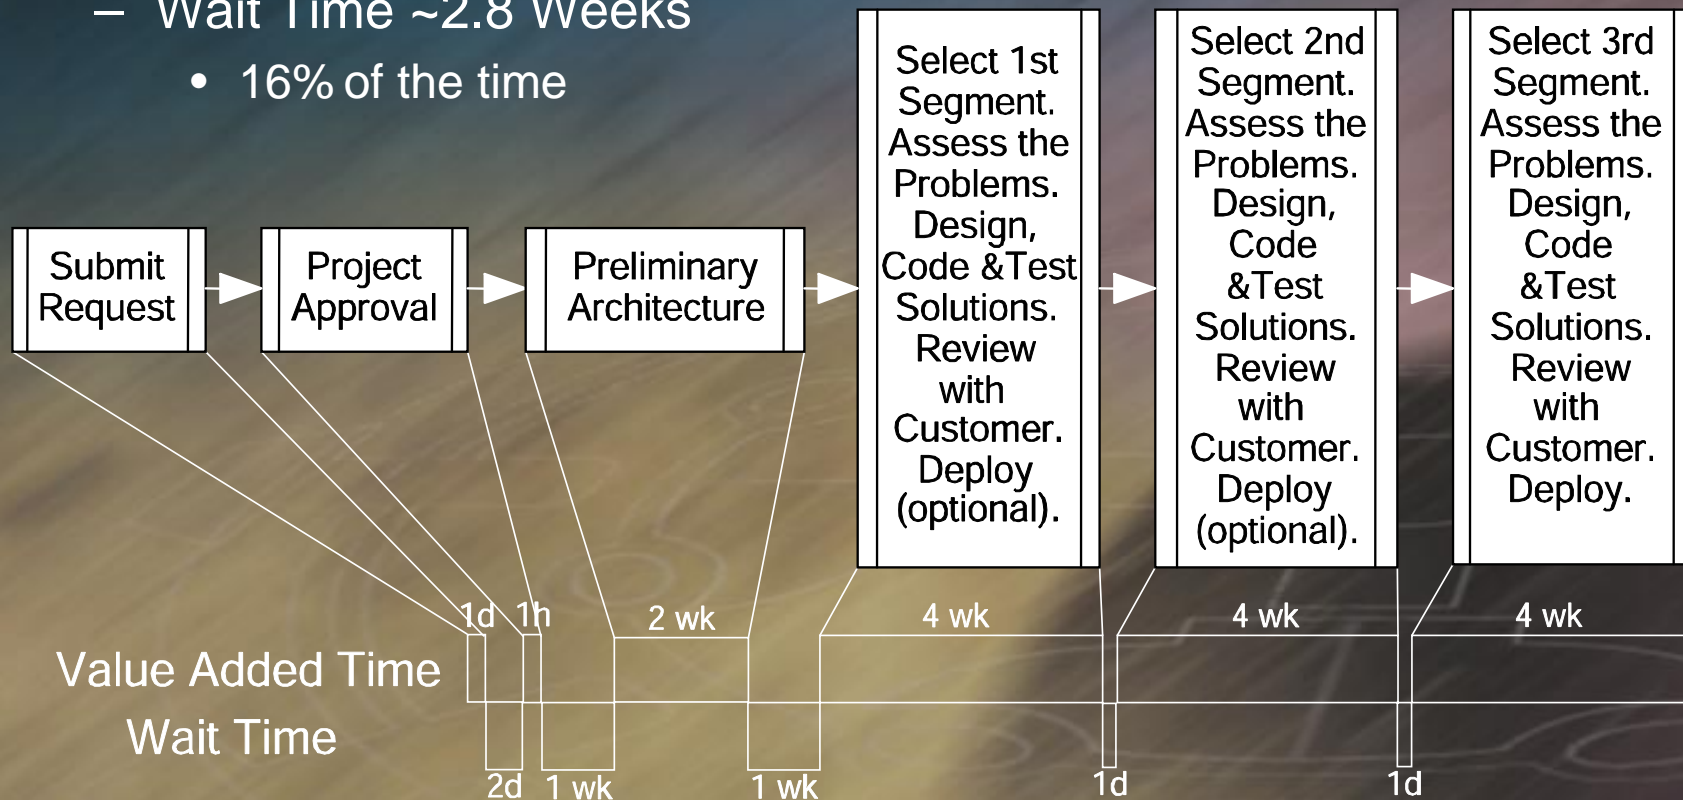 – Wait Time ~2.8 Weeks
• 16% of the time
Submit
Request
Project
Approval
Preliminary
Architecture
Select 1st
Segment.
Assess the
Problems.
Design,
Code &Test
Solutions.
Review
with
Customer.
Deploy
(optional).
Select 2nd
Segment.
Assess the
Problems.
Design,
Code
&Test
Solutions.
Review
with
Customer.
Deploy
(optional).
Select 3rd
Segment.
Assess the
Problems.
Design,
Code
&Test
Solutions.
Review
with
Customer.
Deploy.
1d 1h 2 wk 4 wk 4 wk 4 wk
Value Added Time
Wait Time
2d 1 wk 1 wk 1d 1d